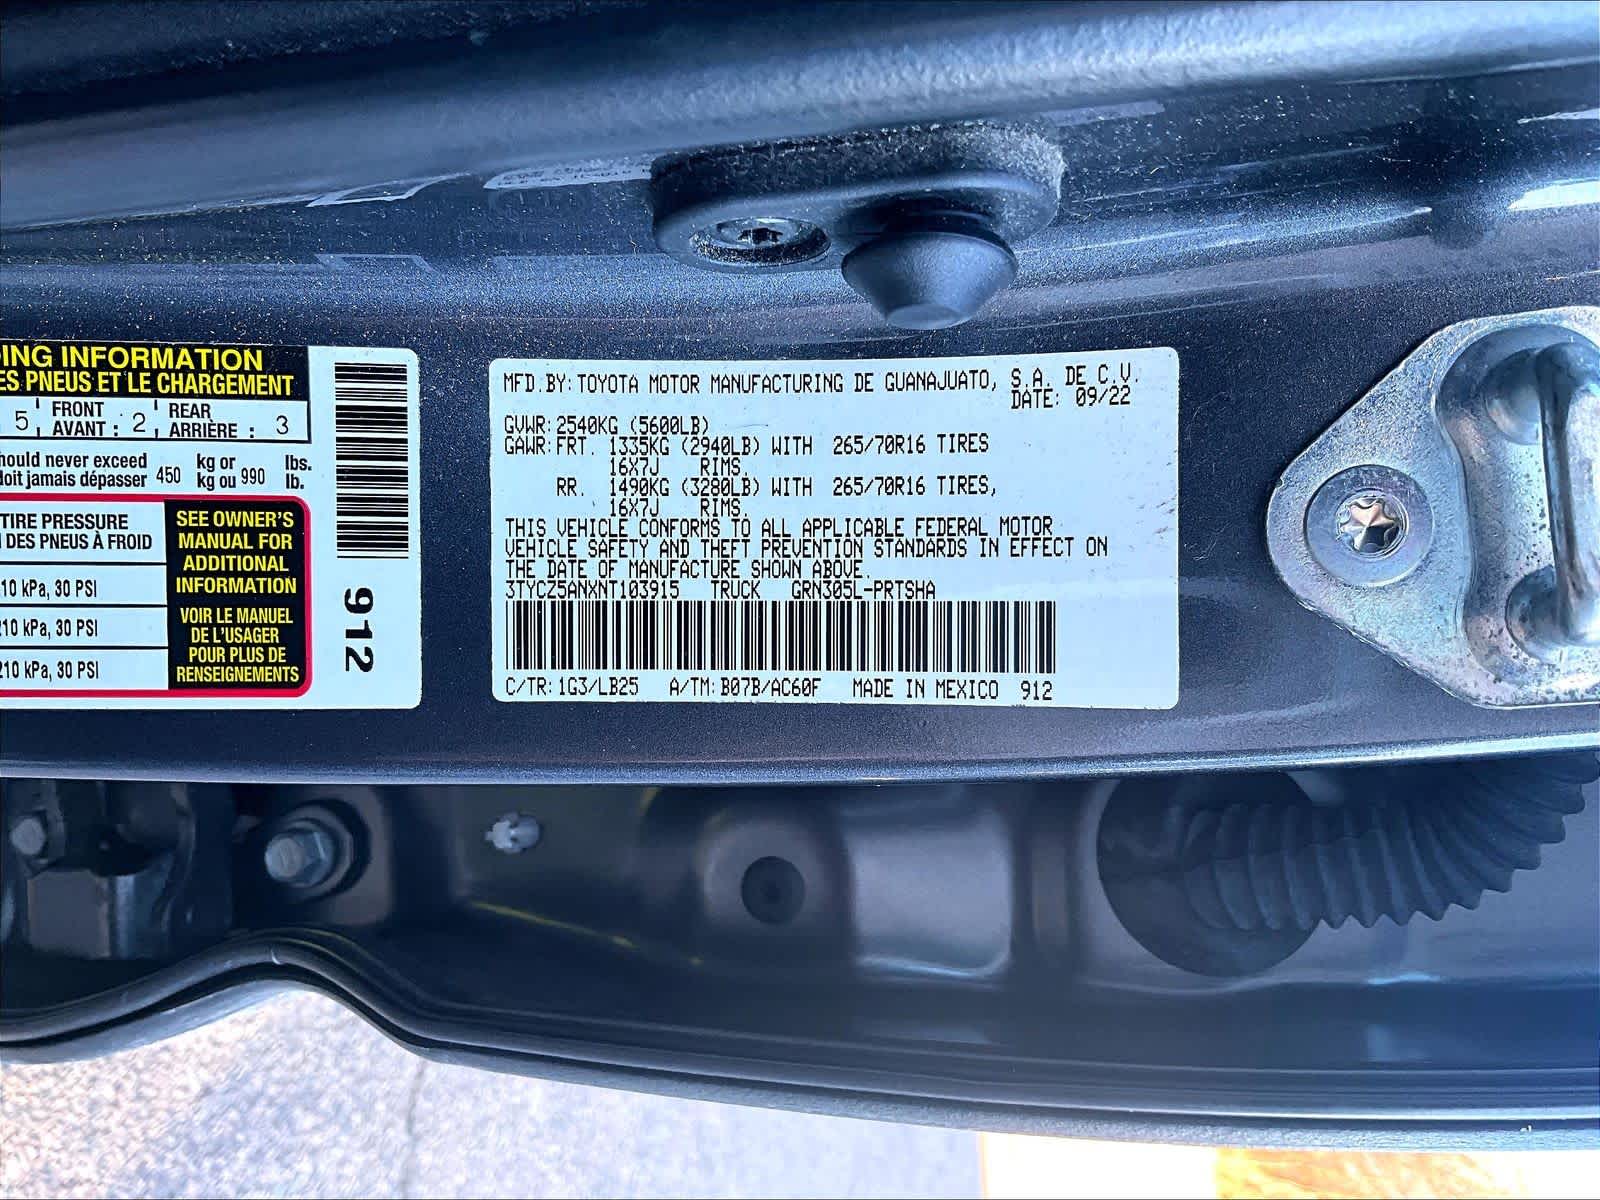 ING INFORMATION
ES PNEUS ET LE CHARGEMENT
5 FRONT AVANT : 2 REAR ARRIÈRE : 3
should never exceed 450 kg or 990 lbs.
doit jamais dépasser kg ou lb.
TIRE PRESSURE
DES PNEUS À FROID
10 kPa, 30 PSI
210 kPa, 30 PSI
210 kPa, 30 PSI
SEE OWNER'S
MANUAL FOR
ADDITIONAL
INFORMATION
VOIR LE MANUEL
DE L'USAGER
POUR PLUS DE
RENSEIGNEMENTS
912
MFD.BY: TOYOTA MOTOR MANUFACTURING DE GUANAJUATO, S.A. DE C.V.
DATE: 09/22
GVWR: 2540KG (5600LB)
GAWR: FRT. 1335KG (2940LB) WITH 265/70R16 TIRES
16X7J RIMS.
RR. 1490KG (3280LB) WITH 265/70R16 TIRES,
16X7J RIMS.
THIS VEHICLE CONFORMS TO ALL APPLICABLE FEDERAL MOTOR
VEHICLE SAFETY AND THEFT PREVENTION STANDARDS IN EFFECT ON
THE DATE OF MANUFACTURE SHOWN ABOVE.
3TYCZ5ANXNT103915 TRUCK GRN305L-PRTSHA
C/TR: 1G3/LB25 A/TM: B07B/AC60F MADE IN MEXICO 912